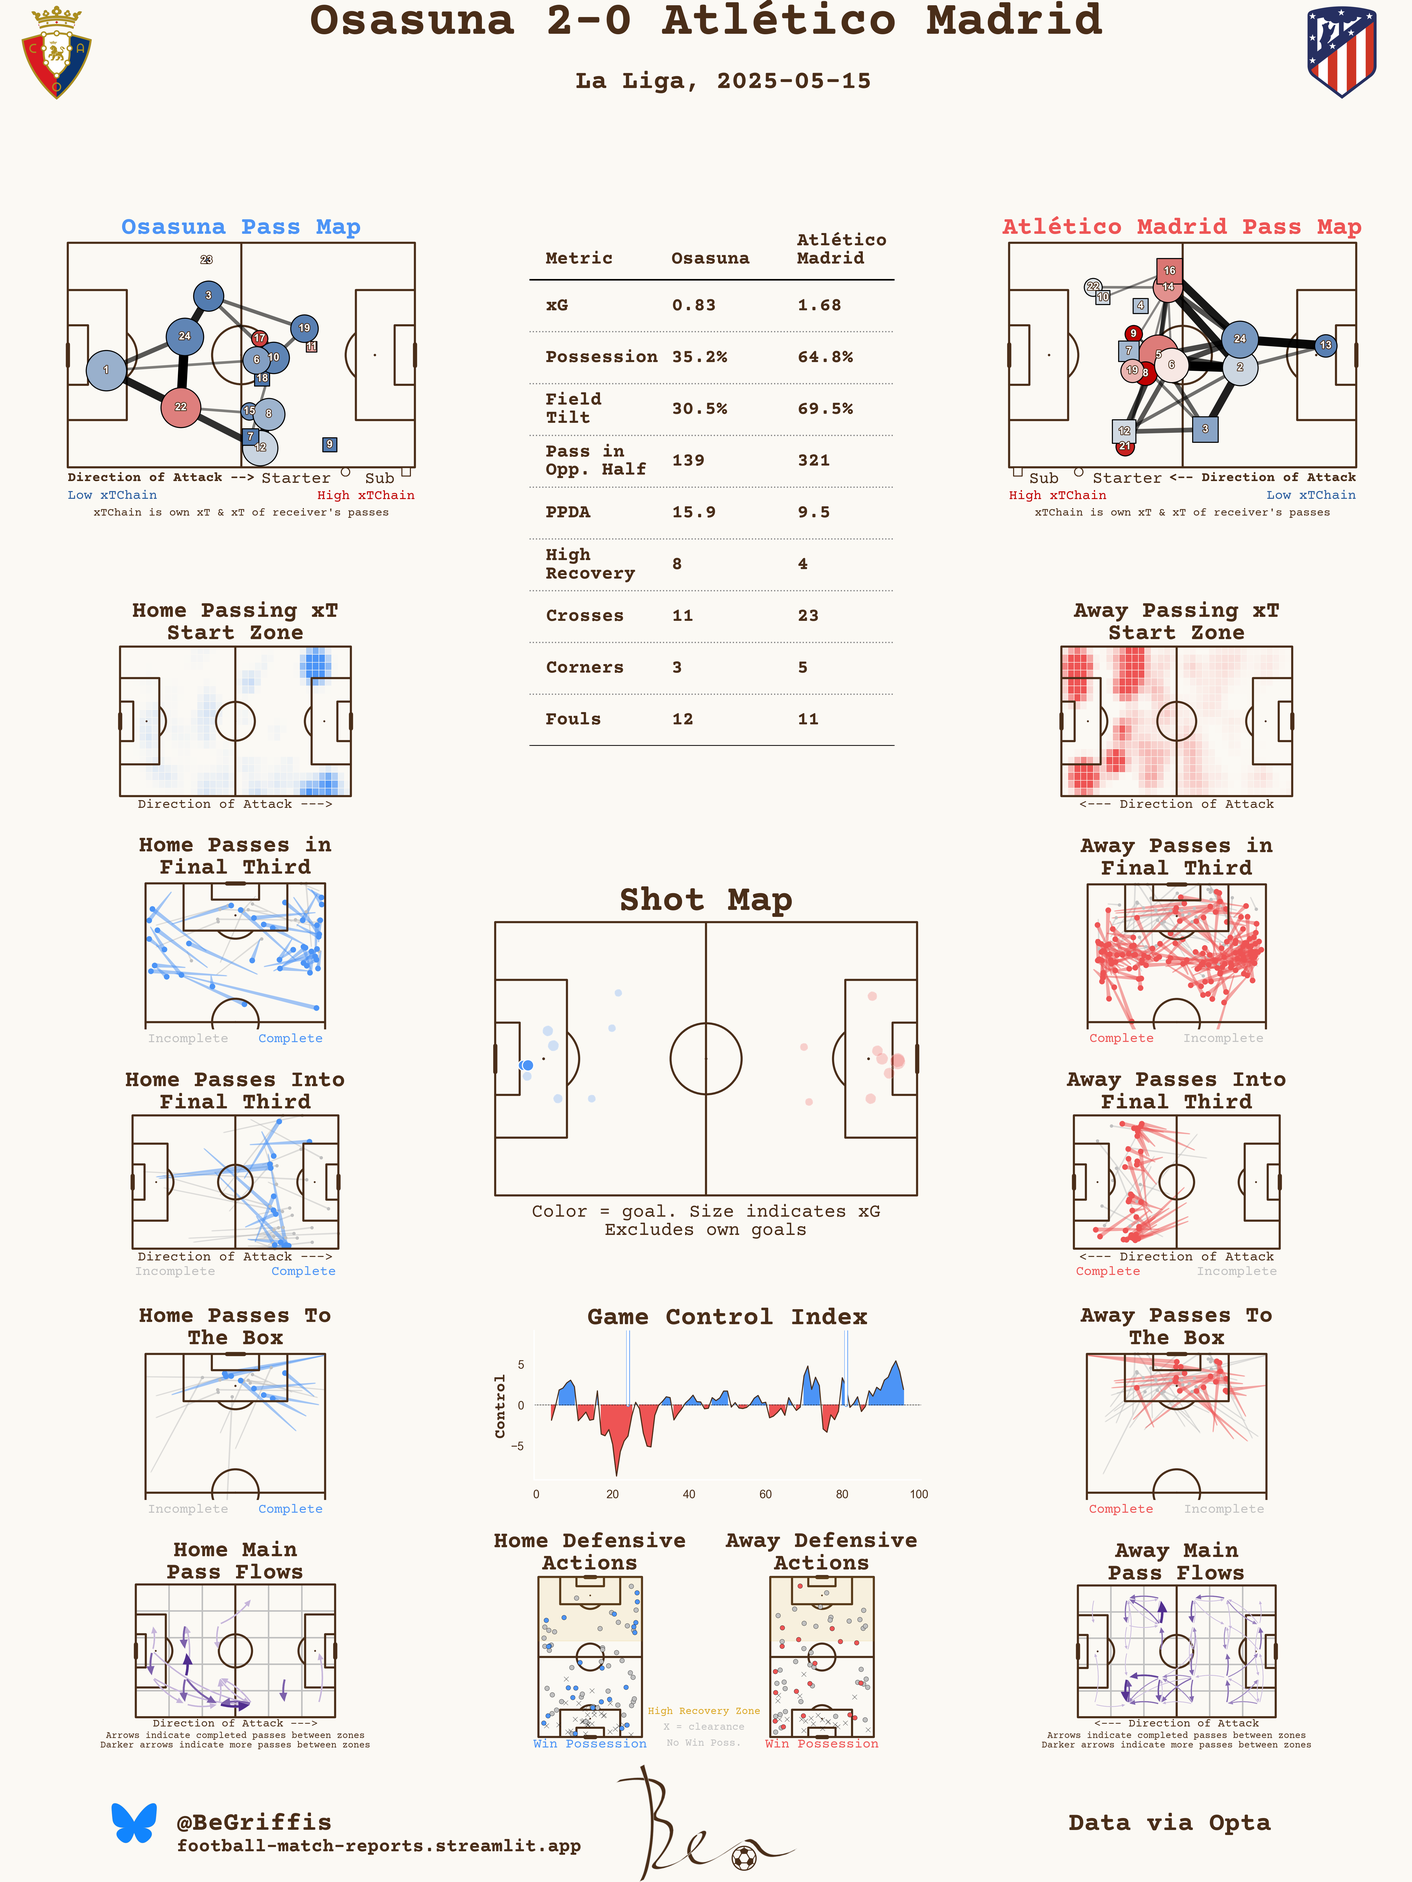 Osasuna 2-0 Atlético Madrid
La Liga, 2025-05-15
Osasuna Pass Map
23
3
24
19
17
11
6
10
1
18
22
15
8
7
12
9
Direction of Attack --> Starter Sub
Low xTChain High xTChain
xTChain is own xT & xT of receiver's passes
Metric Osasuna Atlético Madrid
xG 0.83 1.68
Possession 35.2% 64.8%
Field Tilt 30.5% 69.5%
Pass in Opp. Half 139 321
PPDA 15.9 9.5
High Recovery 8 4
Crosses 11 23
Corners 3 5
Fouls 12 11
Atlético Madrid Pass Map
16
22
14
10
4
9
24
13
7
5
6
2
19
8
12
3
21
Sub Starter <-- Direction of Attack
High xTChain Low xTChain
xTChain is own xT & xT of receiver's passes
Home Passing xT
Start Zone
Direction of Attack --->
Away Passing xT
Start Zone
<--- Direction of Attack
Home Passes in
Final Third
Incomplete Complete
Away Passes in
Final Third
Complete Incomplete
Shot Map
Color = goal. Size indicates xG
Excludes own goals
Home Passes Into
Final Third
Direction of Attack --->
Incomplete Complete
Away Passes Into
Final Third
<--- Direction of Attack
Complete Incomplete
Home Passes To
The Box
Incomplete Complete
Game Control Index
Control
5
0
−5
0 20 40 60 80 100
Away Passes To
The Box
Complete Incomplete
Home Main
Pass Flows
Direction of Attack --->
Arrows indicate completed passes between zones
Darker arrows indicate more passes between zones
Home Defensive
Actions
Win Possession
High Recovery Zone
X = clearance
No Win Poss.
Away Defensive
Actions
Win Possession
Away Main
Pass Flows
<--- Direction of Attack
Arrows indicate completed passes between zones
Darker arrows indicate more passes between zones
@BeGriffis
football-match-reports.streamlit.app
Ben
Data via Opta